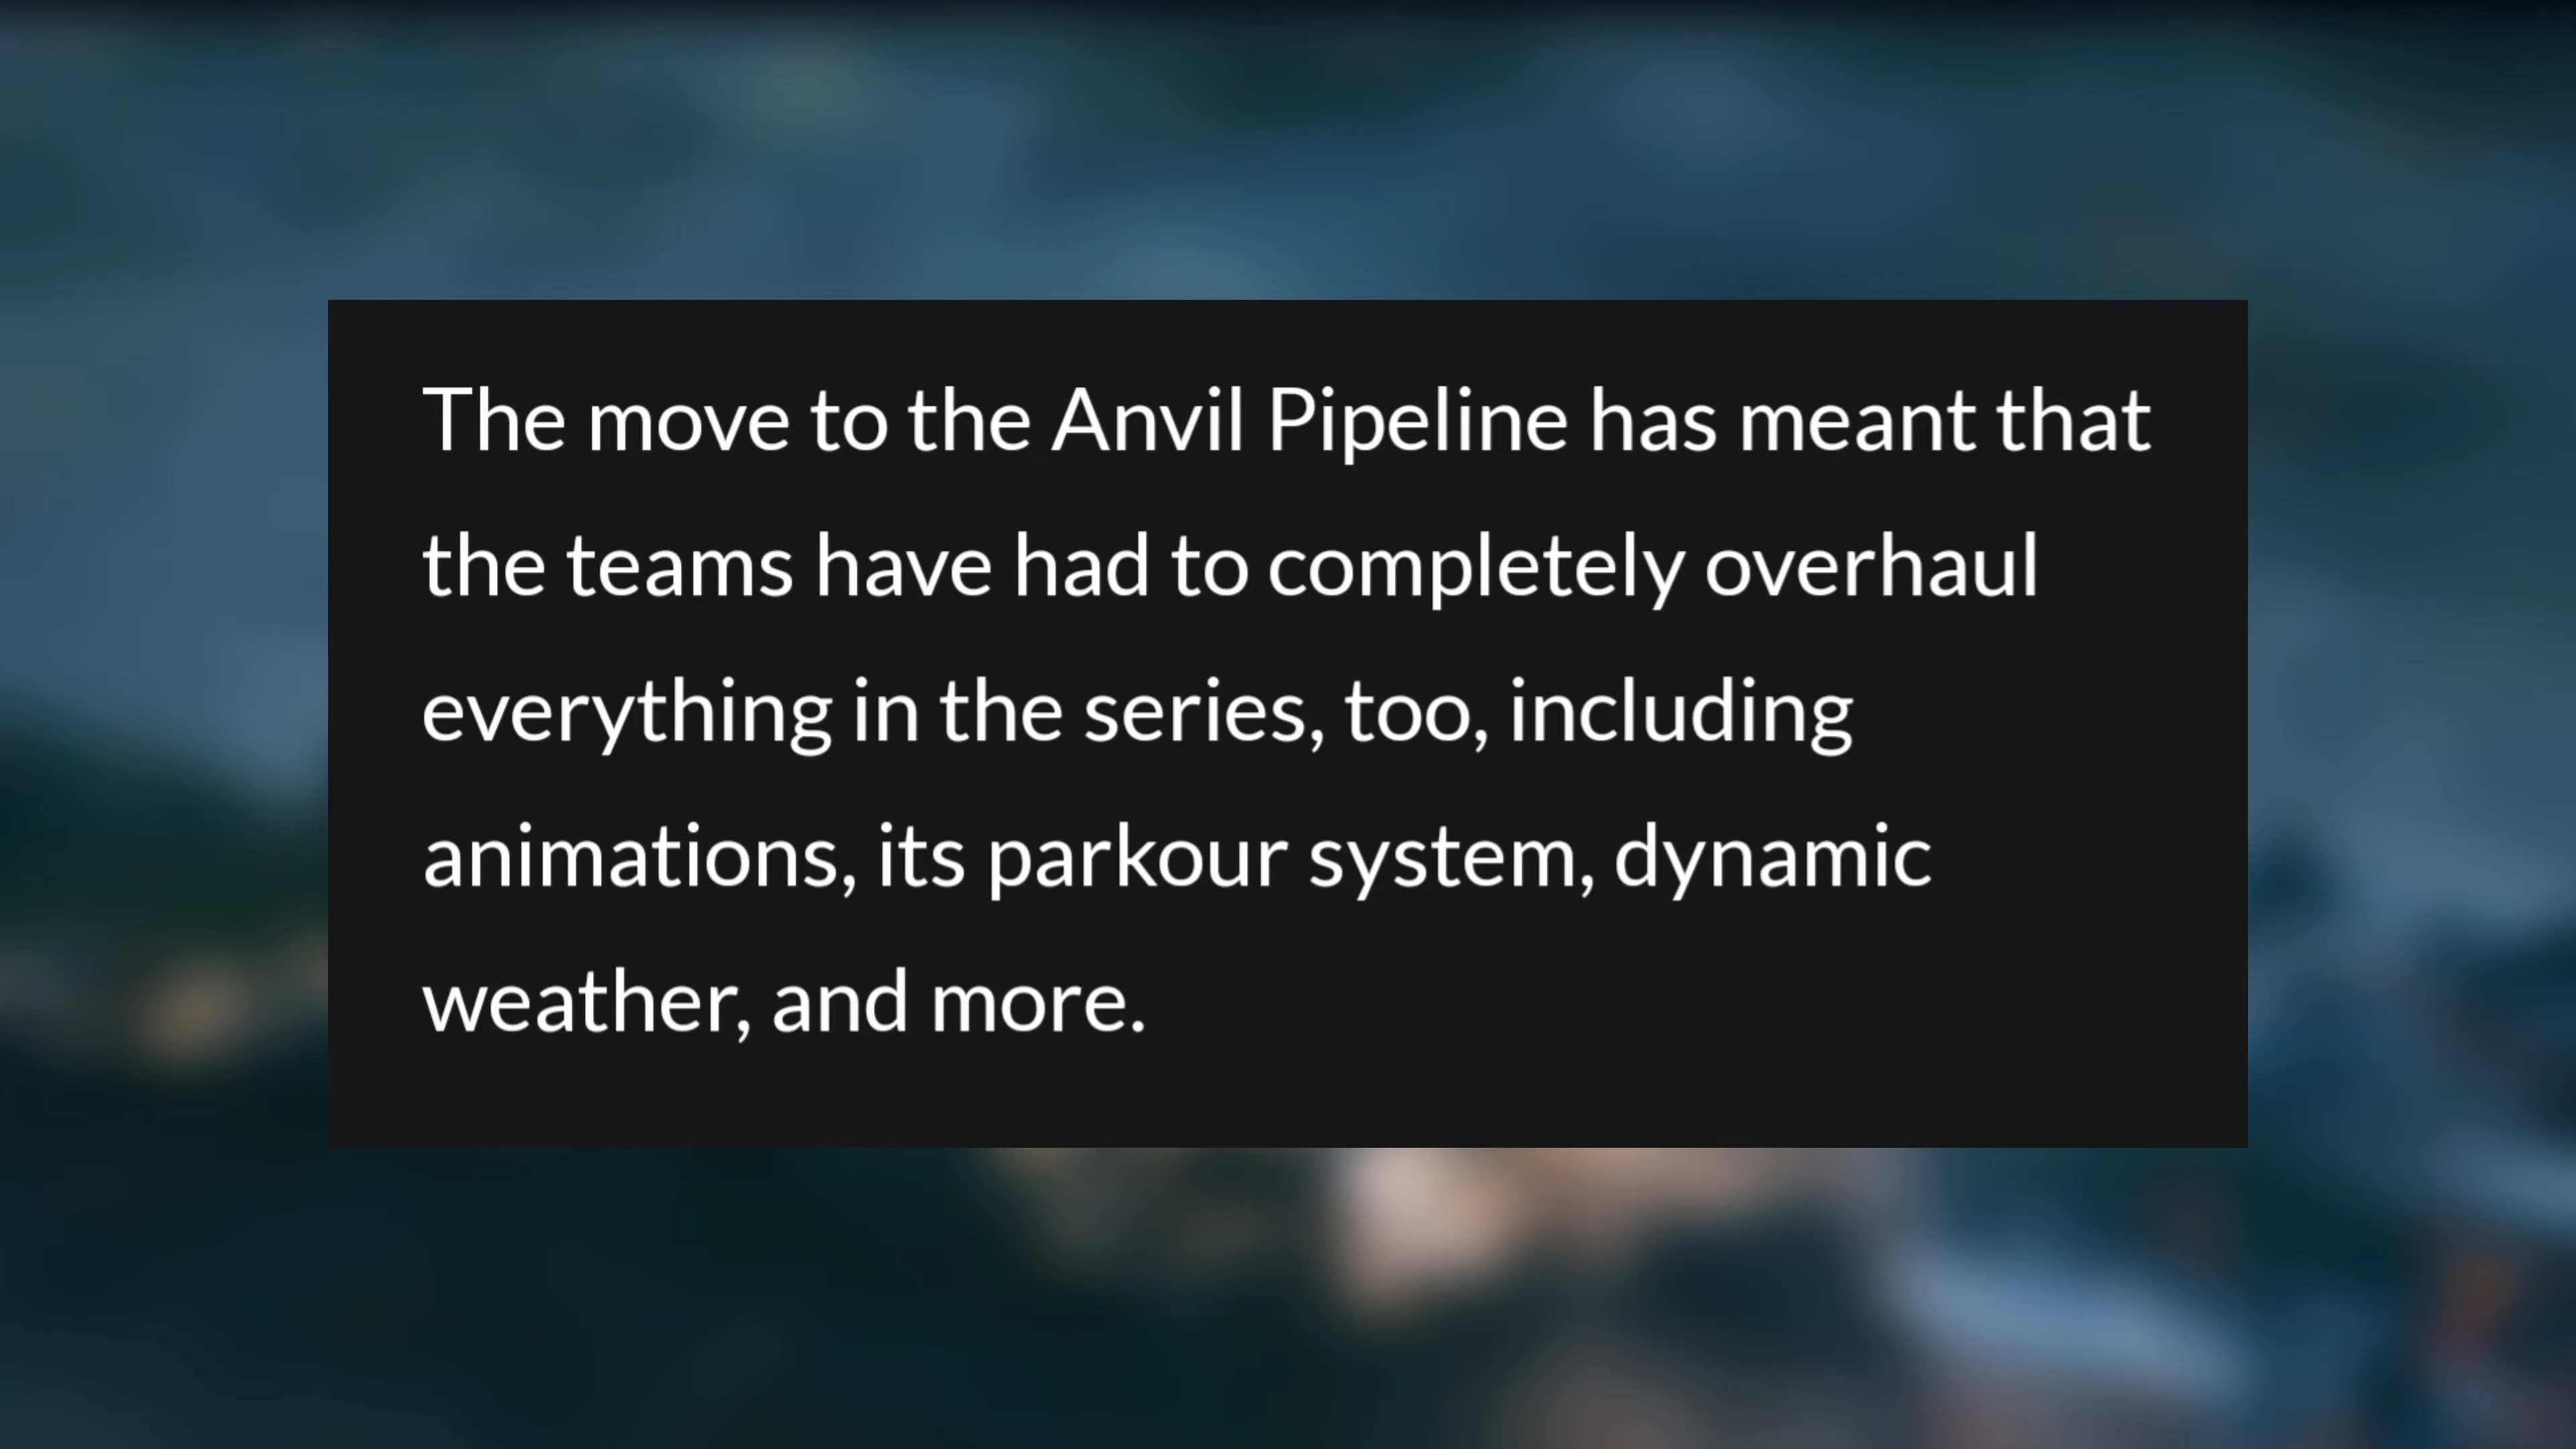 The move to the Anvil Pipeline has meant that
the teams have had to completely overhaul
everything in the series, too, including
animations, its parkour system, dynamic
weather, and more.